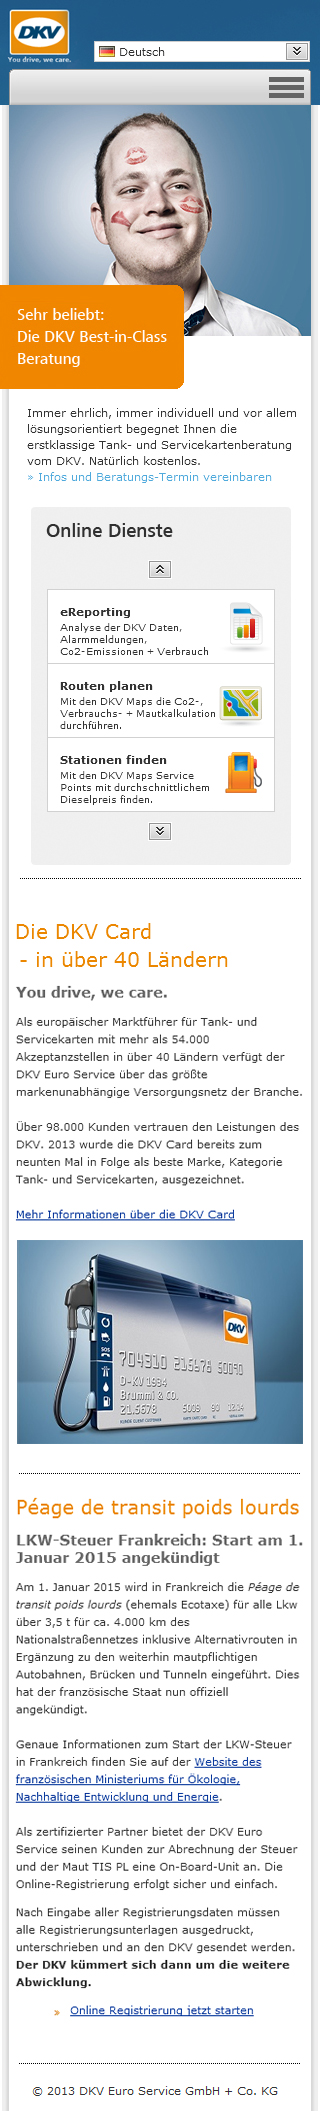 DKV
You drive, we care.
Deutsch
Sehr beliebt:
Die DKV Best-in-Class
Beratung
Immer ehrlich, immer individuell und vor allem
lösungsorientiert begegnet Ihnen die
erstklassige Tank- und Servicekartenberatung
vom DKV. Natürlich kostenlos.
» Infos und Beratungs-Termin vereinbaren
Online Dienste
eReporting
Analyse der DKV Daten,
Alarmmeldungen,
Co2-Emissionen + Verbrauch
Routen planen
Mit den DKV Maps die Co2-,
Verbrauchs- + Mautkalkulation
durchführen.
Stationen finden
Mit den DKV Maps Service
Points mit durchschnittlichem
Dieselpreis finden.
Die DKV Card
- in über 40 Ländern
You drive, we care.
Als europäischer Marktführer für Tank- und
Servicekarten mit mehr als 54.000
Akzeptanzstellen in über 40 Ländern verfügt der
DKV Euro Service über das größte
markenunabhängige Versorgungsnetz der Branche.
Über 98.000 Kunden vertrauen den Leistungen des
DKV. 2013 wurde die DKV Card bereits zum
neunten Mal in Folge als beste Marke, Kategorie
Tank- und Servicekarten, ausgezeichnet.
Mehr Informationen über die DKV Card
DKV
SOS
704310 215676 50090
D-KV 1994
Brummi & CO.
21.5678 5009 90 12.14
Péage de transit poids lourds
LKW-Steuer Frankreich: Start am 1.
Januar 2015 angekündigt
Am 1. Januar 2015 wird in Frankreich die Péage de
transit poids lourds (ehemals Ecotaxe) für alle Lkw
über 3,5 t für ca. 4.000 km des
Nationalstraßennetzes inklusive Alternativrouten in
Ergänzung zu den weiterhin mautpflichtigen
Autobahnen, Brücken und Tunneln eingeführt. Dies
hat der französische Staat nun offiziell
angekündigt.
Genaue Informationen zum Start der LKW-Steuer
in Frankreich finden Sie auf der Website des
französischen Ministeriums für Ökologie,
Nachhaltige Entwicklung und Energie.
Als zertifizierter Partner bietet der DKV Euro
Service seinen Kunden zur Abrechnung der Steuer
und der Maut TIS PL eine On-Board-Unit an. Die
Online-Registrierung erfolgt sicher und einfach.
Nach Eingabe aller Registrierungsdaten müssen
alle Registrierungsunterlagen ausgedruckt,
unterschrieben und an den DKV gesendet werden.
Der DKV kümmert sich dann um die weitere
Abwicklung.
» Online Registrierung jetzt starten
© 2013 DKV Euro Service GmbH + Co. KG